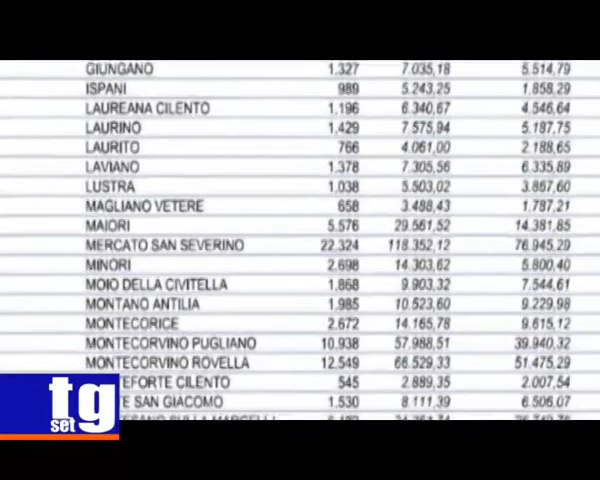 GIUNGANO 1.327 7.035,18 5.514,79
ISPANI 989 5.243,25 1.858,29
LAUREANA CILENTO 1.196 6.340,67 4.546,64
LAURINO 1.429 7.575,94 5.187,75
LAURITO 766 4.061,00 2.188,65
LAVIANO 1.378 7.305,56 6.335,89
LUSTRA 1.038 5.503,02 3.867,60
MAGLIANO VETERE 658 3.488,43 1.787,21
MAIORI 5.576 29.561,52 14.381,85
MERCATO SAN SEVERINO 22.324 118.352,12 76.945,29
MINORI 2.698 14.303,62 5.800,40
MOIO DELLA CIVITELLA 1.868 9.903,32 7.544,61
MONTANO ANTILIA 1.985 10.523,60 9.229,98
MONTECORICE 2.672 14.165,78 9.615,12
MONTECORVINO PUGLIANO 10.938 57.988,51 39.940,32
MONTECORVINO ROVELLA 12.549 66.529,33 51.475,29
TEFORTE CILENTO 545 2.889,35 2.007,54
TE SAN GIACOMO 1.530 8.111,39 6.506,07
tg
set